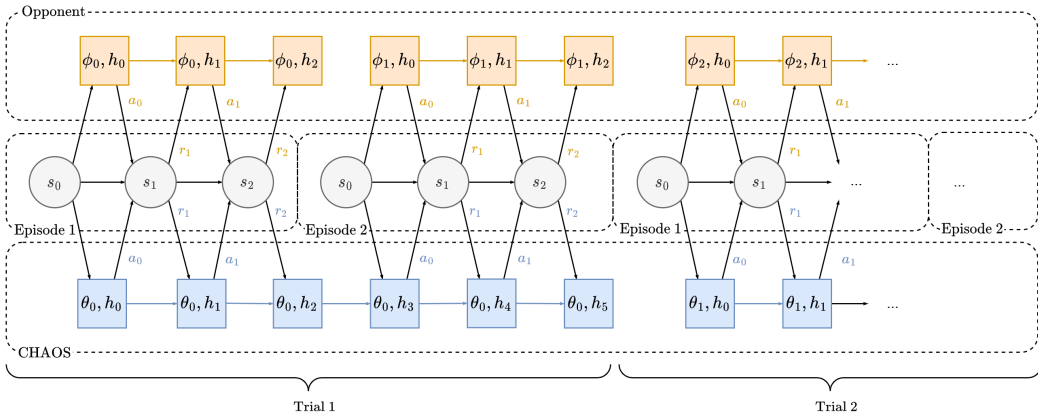 Opponent
ϕ₀, h₀ ϕ₀, h₁ ϕ₀, h₂ ϕ₁, h₀ ϕ₁, h₁ ϕ₁, h₂ ϕ₂, h₀ ϕ₂, h₁ ...
a₀ a₁ a₀ a₁ a₀ a₁
r₁ r₂ r₁ r₂ r₁
s₀ s₁ s₂ s₀ s₁ s₂ s₀ s₁ ... ...
r₁ r₂ r₁ r₂ r₁
Episode 1 Episode 2 Episode 1 Episode 2
a₀ a₁ a₀ a₁ a₀ a₁
θ₀, h₀ θ₀, h₁ θ₀, h₂ θ₀, h₃ θ₀, h₄ θ₀, h₅ θ₁, h₀ θ₁, h₁ ...
CHAOS
Trial 1 Trial 2